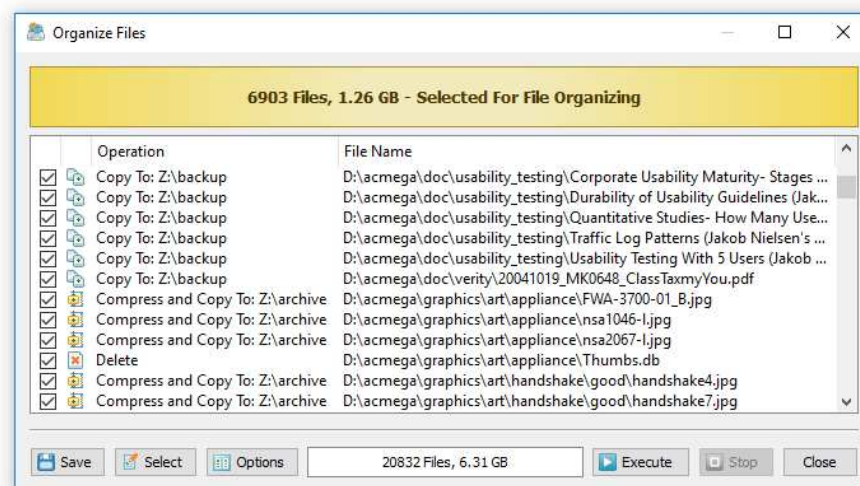 Organize Files
6903 Files, 1.26 GB - Selected For File Organizing
Operation File Name
Copy To: Z:\backup D:\acmega\doc\usability_testing\Corporate Usability Maturity- Stages ...
Copy To: Z:\backup D:\acmega\doc\usability_testing\Durability of Usability Guidelines (Jak...
Copy To: Z:\backup D:\acmega\doc\usability_testing\Quantitative Studies- How Many Use...
Copy To: Z:\backup D:\acmega\doc\usability_testing\Traffic Log Patterns (Jakob Nielsen's ...
Copy To: Z:\backup D:\acmega\doc\usability_testing\Usability Testing With 5 Users (Jakob ...
Copy To: Z:\backup D:\acmega\doc\verity\20041019_MK0648_ClassTaxmyYou.pdf
Compress and Copy To: Z:\archive D:\acmega\graphics\art\appliance\FWA-3700-01_B.jpg
Compress and Copy To: Z:\archive D:\acmega\graphics\art\appliance\nsa1046-I.jpg
Compress and Copy To: Z:\archive D:\acmega\graphics\art\appliance\nsa2067-I.jpg
Delete D:\acmega\graphics\art\appliance\Thumbs.db
Compress and Copy To: Z:\archive D:\acmega\graphics\art\handshake\good\handshake4.jpg
Compress and Copy To: Z:\archive D:\acmega\graphics\art\handshake\good\handshake7.jpg
Save Select Options 20832 Files, 6.31 GB Execute Stop Close